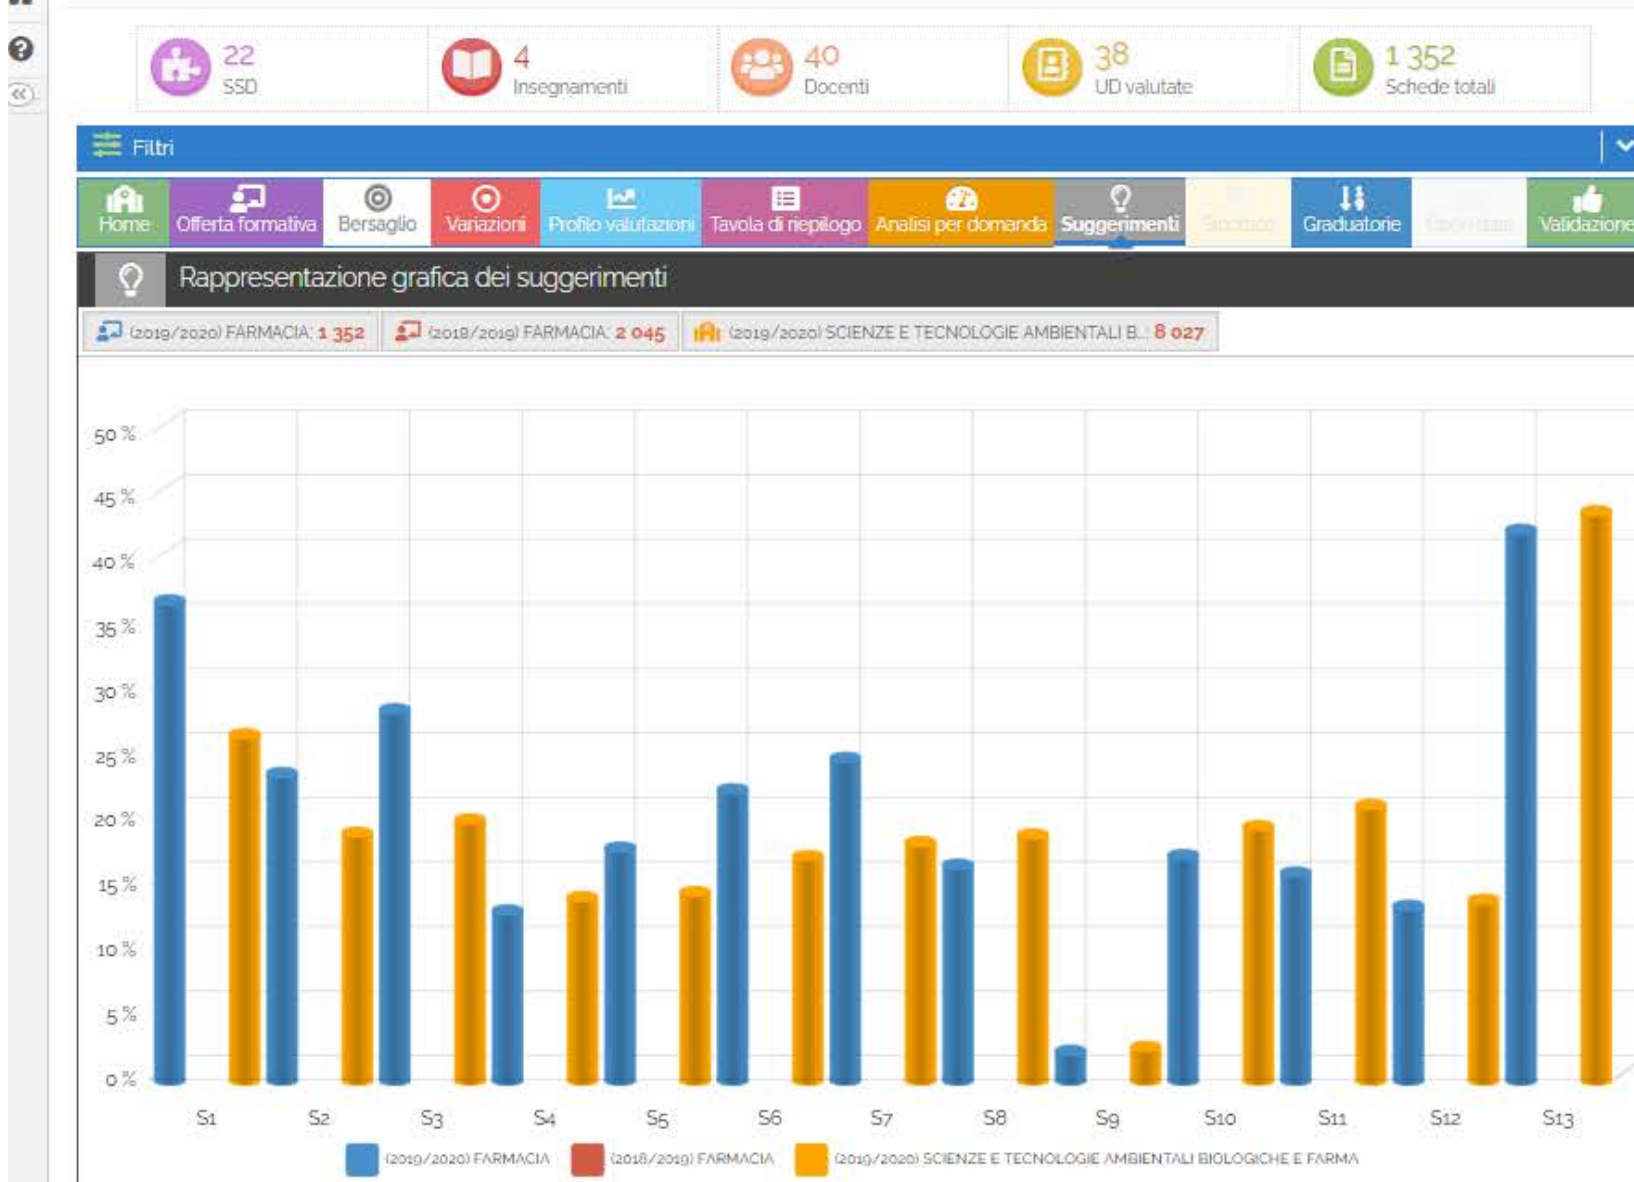 22
SSD
4
Insegnamenti
40
Docenti
38
UD valutate
1 352
Schede totali
Filtri
Home
Offerta formativa
Bersaglio
Variazioni
Profilo valutazioni
Tavola di riepilogo
Analisi per domanda
Suggerimenti
Graduatorie
Validazione
Rappresentazione grafica dei suggerimenti
(2019/2020) FARMACIA: 1 352
(2018/2019) FARMACIA: 2 045
(2019/2020) SCIENZE E TECNOLOGIE AMBIENTALI B... 8 027
50 %
45 %
40 %
35 %
30 %
25 %
20 %
15 %
10 %
5 %
0 %
S1 S2 S3 S4 S5 S6 S7 S8 S9 S10 S11 S12 S13
(2019/2020) FARMACIA (2018/2019) FARMACIA (2019/2020) SCIENZE E TECNOLOGIE AMBIENTALI BIOLOGICHE E FARMA